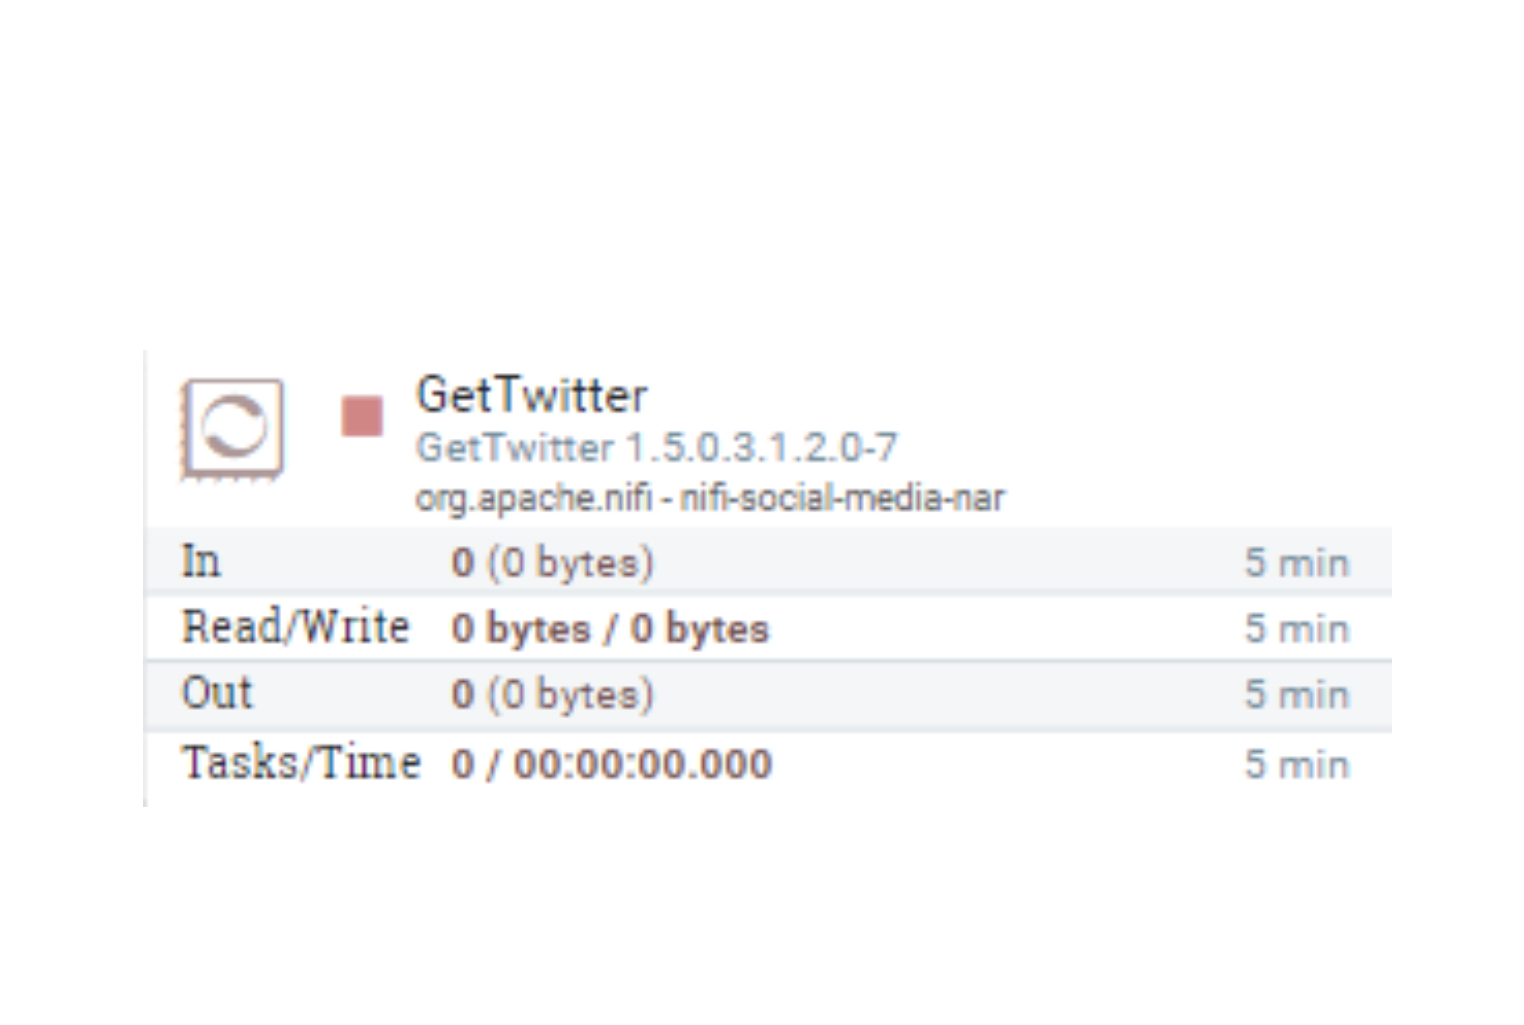 GetTwitter
GetTwitter 1.5.0.3.1.2.0-7
org.apache.nifi - nifi-social-media-nar
In 0 (0 bytes) 5 min
Read/Write 0 bytes / 0 bytes 5 min
Out 0 (0 bytes) 5 min
Tasks/Time 0 / 00:00:00.000 5 min